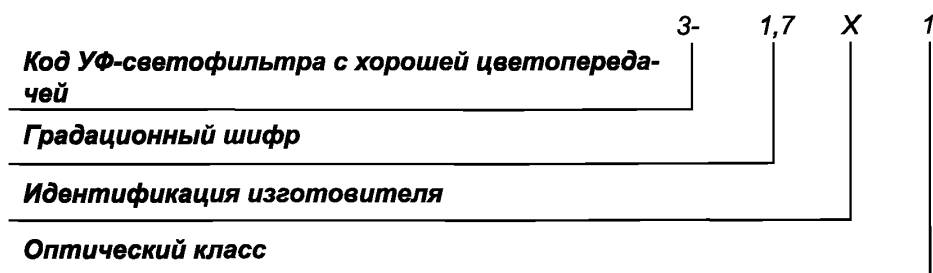 3- 1,7 X 1
Код УФ-светофильтра с хорошей цветопереда-
чей
Градационный шифр
Идентификация изготовителя
Оптический класс